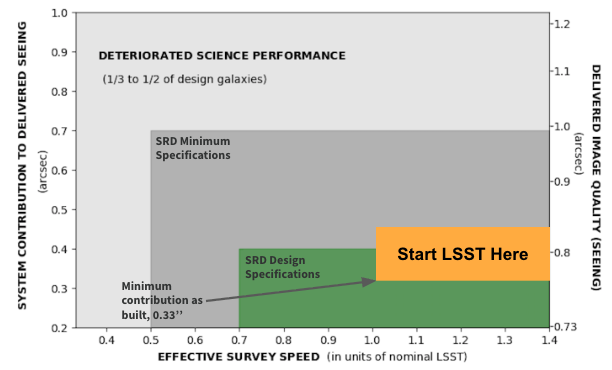 DETERIORATED SCIENCE PERFORMANCE
(1/3 to 1/2 of design galaxies)
SRD Minimum
Specifications
SRD Design
Specifications
Start LSST Here
Minimum
contribution as
built, 0.33’’
SYSTEM CONTRIBUTION TO DELIVERED SEEING
(arcsec)
1.0
0.9
0.8
0.7
0.6
0.5
0.4
0.3
0.2
1.2
1.1
1.0
0.9
0.8
0.73
DELIVERED IMAGE QUALITY (SEEING)
(arcsec)
0.4 0.5 0.6 0.7 0.8 0.9 1.0 1.1 1.2 1.3 1.4
EFFECTIVE SURVEY SPEED (in units of nominal LSST)